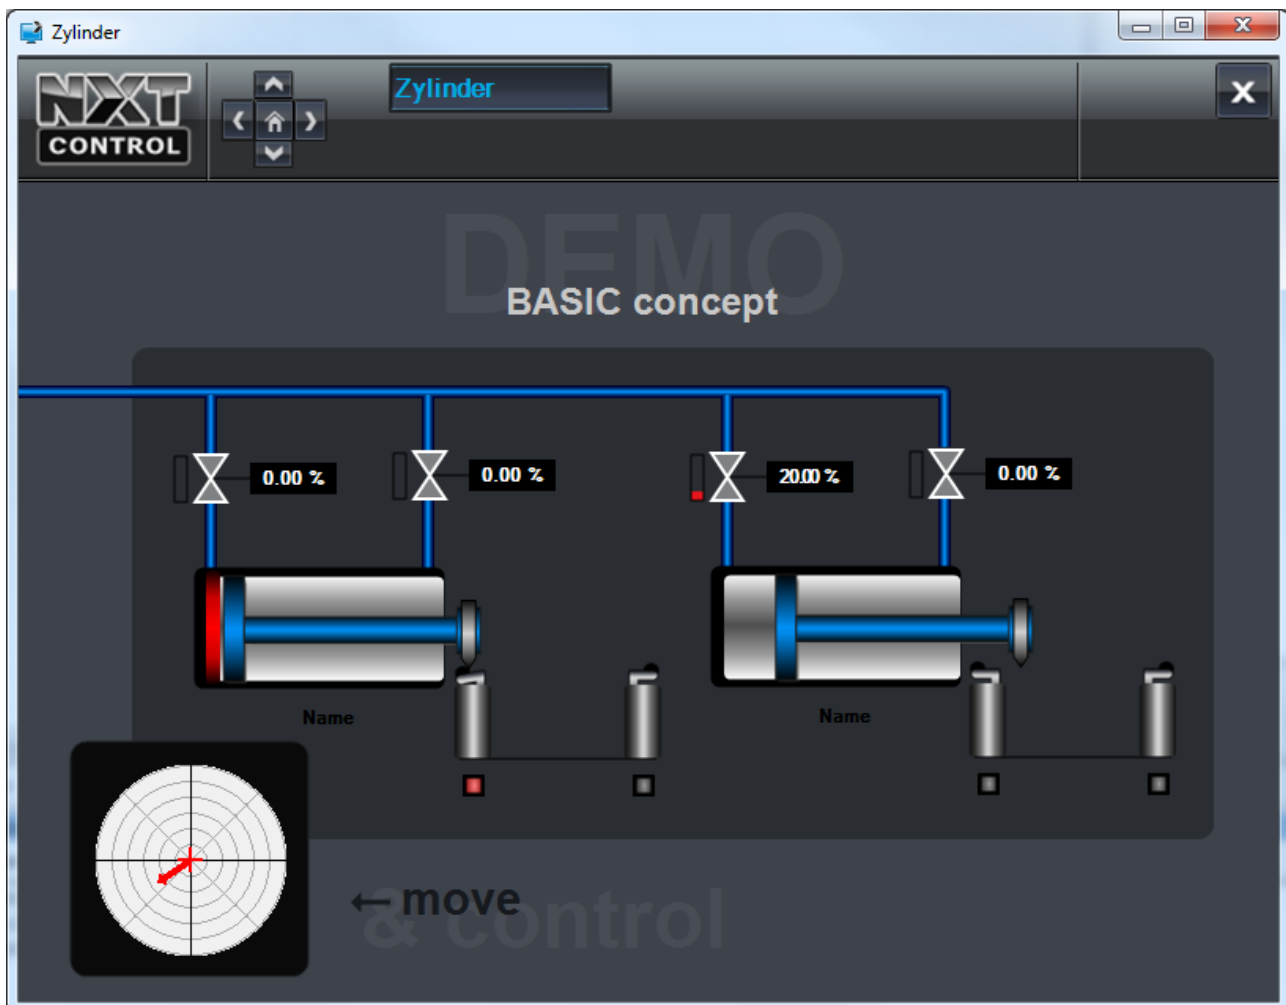 Zylinder
NXT
CONTROL
Zylinder
DEMO
BASIC concept
0.00 %
0.00 %
20.00 %
0.00 %
Name
Name
move
& control